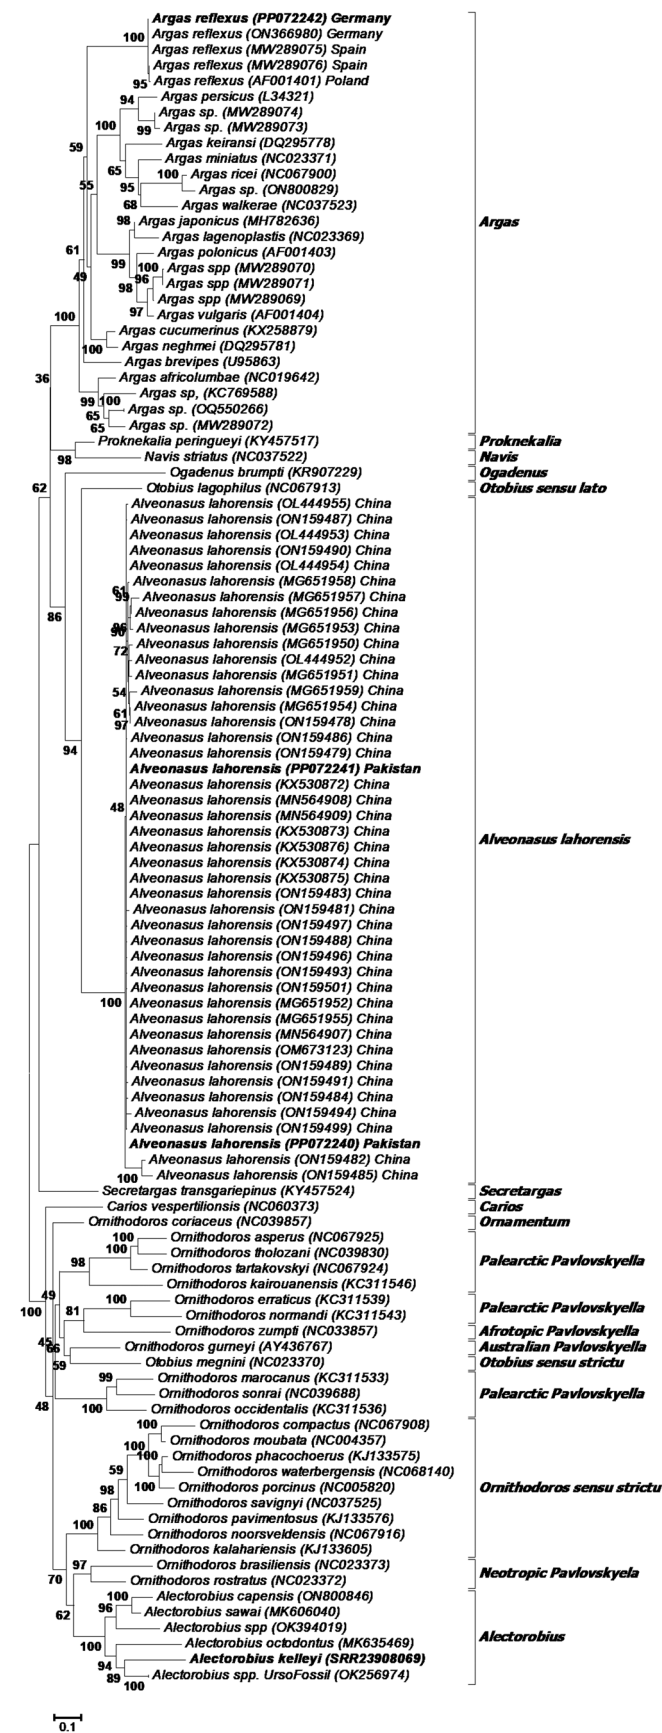 Argas reflexus (PP072242) Germany
100
Argas reflexus (ON366980) Germany
Argas reflexus (MW289075) Spain
Argas reflexus (MW289076) Spain
95
Argas reflexus (AF001401) Poland
94
Argas persicus (L34321)
Argas sp. (MW289074)
100
99
Argas sp. (MW289073)
59
Argas keiransi (DQ295778)
Argas miniatus (NC023371)
65
100
Argas ricei (NC067900)
55
95
Argas sp. (ON800829)
68
Argas walkerae (NC037523)
98
Argas japonicus (MH782636)
Argas
Argas lagenoplastis (NC023369)
61
Argas polonicus (AF001403)
99
100
Argas spp (MW289070)
49
96
Argas spp (MW289071)
98
Argas spp (MW289069)
97
Argas vulgaris (AF001404)
100
Argas cucumerinus (KX258879)
100
Argas neghmei (DQ295781)
Argas brevipes (U95863)
36
Argas africolumbae (NC019642)
Argas sp, (KC769588)
99
100
Argas sp. (OQ550266)
65
65
Argas sp. (MW289072)
Proknekalia peringueyi (KY457517)
Proknekalia
98
Navis striatus (NC037522)
Navis
Ogadenus brumpti (KR907229)
Ogadenus
62
Otobius lagophilus (NC067913)
Otobius sensu lato
Alveonasus lahorensis (OL444955) China
Alveonasus lahorensis (ON159487) China
Alveonasus lahorensis (OL444953) China
Alveonasus lahorensis (ON159490) China
Alveonasus lahorensis (OL444954) China
Alveonasus lahorensis (MG651958) China
61
99
Alveonasus lahorensis (MG651957) China
86
Alveonasus lahorensis (MG651956) China
Alveonasus lahorensis (MG651953) China
Alveonasus lahorensis (MG651950) China
72
Alveonasus lahorensis (OL444952) China
Alveonasus lahorensis (MG651951) China
54
Alveonasus lahorensis (MG651959) China
61
Alveonasus lahorensis (MG651954) China
97
Alveonasus lahorensis (ON159478) China
Alveonasus lahorensis (ON159486) China
94
Alveonasus lahorensis (ON159479) China
Alveonasus lahorensis (PP072241) Pakistan
Alveonasus lahorensis (KX530872) China
48
Alveonasus lahorensis (MN564908) China
Alveonasus lahorensis (MN564909) China
Alveonasus lahorensis (KX530873) China
Alveonasus lahorensis
Alveonasus lahorensis (KX530876) China
Alveonasus lahorensis (KX530874) China
Alveonasus lahorensis (KX530875) China
Alveonasus lahorensis (ON159483) China
Alveonasus lahorensis (ON159481) China
Alveonasus lahorensis (ON159497) China
Alveonasus lahorensis (ON159488) China
Alveonasus lahorensis (ON159496) China
Alveonasus lahorensis (ON159493) China
Alveonasus lahorensis (ON159501) China
100
Alveonasus lahorensis (MG651952) China
Alveonasus lahorensis (MG651955) China
Alveonasus lahorensis (MN564907) China
Alveonasus lahorensis (OM673123) China
Alveonasus lahorensis (ON159489) China
Alveonasus lahorensis (ON159491) China
Alveonasus lahorensis (ON159484) China
Alveonasus lahorensis (ON159494) China
Alveonasus lahorensis (ON159499) China
Alveonasus lahorensis (PP072240) Pakistan
Alveonasus lahorensis (ON159482) China
100
Alveonasus lahorensis (ON159485) China
Secretargas transgariepinus (KY457524)
Secretargas
Carios vespertilionis (NC060373)
Carios
Ornithodoros coriaceus (NC039857)
Ornamentum
100
Ornithodoros asperus (NC067925)
100
Ornithodoros tholozani (NC039830)
98
Ornithodoros tartakovskyi (NC067924)
Palearctic Pavlovskyella
Ornithodoros kairouanensis (KC311546)
49
100
Ornithodoros erraticus (KC311539)
Palearctic Pavlovskyella
100
81
Ornithodoros normandi (KC311543)
Ornithodoros zumpti (NC033857)
Afrotopic Pavlovskyella
45
66
Ornithodoros gurneyi (AY436767)
Australian Pavlovskyella
59
Otobius megnini (NC023370)
Otobius sensu strictu
99
Ornithodoros marocanus (KC311533)
Ornithodoros sonrai (NC039688)
Palearctic Pavlovskyella
48
100
Ornithodoros occidentalis (KC311536)
100
Ornithodoros compactus (NC067908)
100
Ornithodoros moubata (NC004357)
100
Ornithodoros phacochoerus (KJ133575)
59
Ornithodoros waterbergensis (NC068140)
98
100
Ornithodoros porcinus (NC005820)
Ornithodoros sensu strictu
86
Ornithodoros savignyi (NC037525)
100
Ornithodoros pavimentosus (KJ133576)
Ornithodoros noorsveldensis (NC067916)
Ornithodoros kalahariensis (KJ133605)
97
Ornithodoros brasiliensis (NC023373)
Neotropic Pavlovskyela
70
Ornithodoros rostratus (NC023372)
100
Alectorobius capensis (ON800846)
62
96
Alectorobius sawai (MK606040)
Alectorobius spp (OK394019)
Alectorobius
100
Alectorobius octodontus (MK635469)
94
Alectorobius kelleyi (SRR23908069)
89
Alectorobius spp. UrsoFossil (OK256974)
100
86
0.1